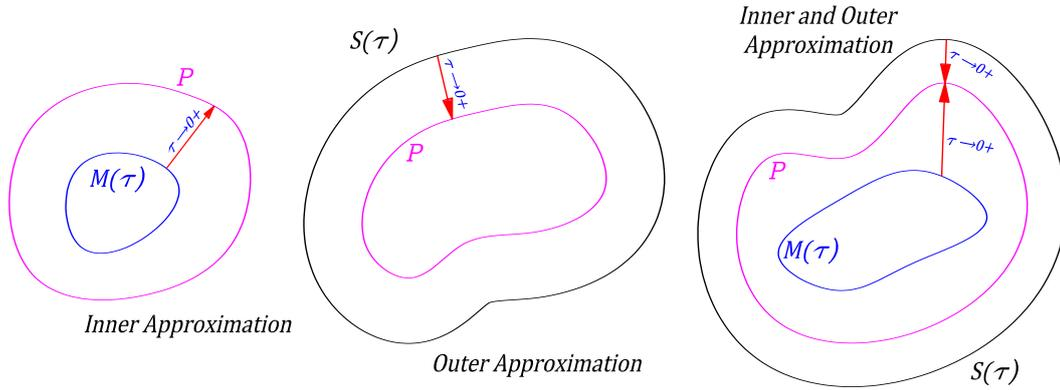 P
τ→0+
M(τ)
Inner Approximation
S(τ)
τ→0+
P
Outer Approximation
Inner and Outer
Approximation
τ→0+
τ→0+
P
M(τ)
S(τ)